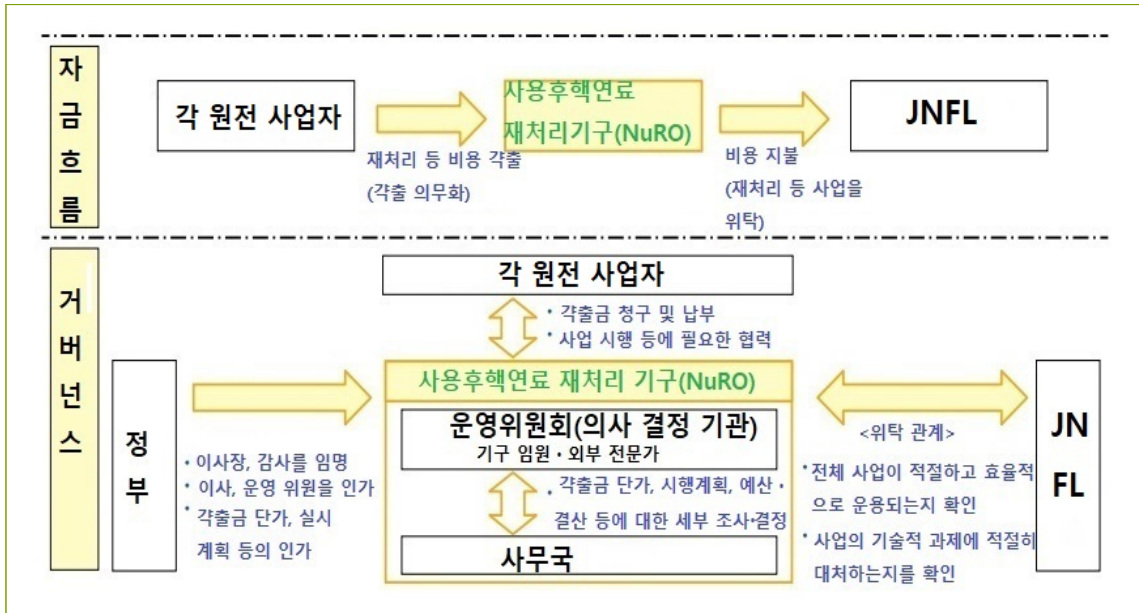 자금흐름
각 원전 사업자
재처리 등 비용 갹출
(갹출 의무화)
사용후핵연료
재처리기구(NuRO)
비용 지불
(재처리 등 사업을
위탁)
JNFL
거버넌스
각 원전 사업자
• 갹출금 청구 및 납부
• 사업 시행 등에 필요한 협력
정부
• 이사장, 감사를 임명
• 이사, 운영 위원을 인가
• 갹출금 단가, 실시
계획 등의 인가
사용후핵연료 재처리 기구(NuRO)
운영위원회(의사 결정 기관)
기구 임원 · 외부 전문가
• 갹출금 단가, 시행계획, 예산 ·
결산 등에 대한 세부 조사·결정
사무국
<위탁 관계>
• 전체 사업이 적절하고 효율적
으로 운용되는지 확인
• 사업의 기술적 과제에 적절히
대처하는지를 확인
JN
FL